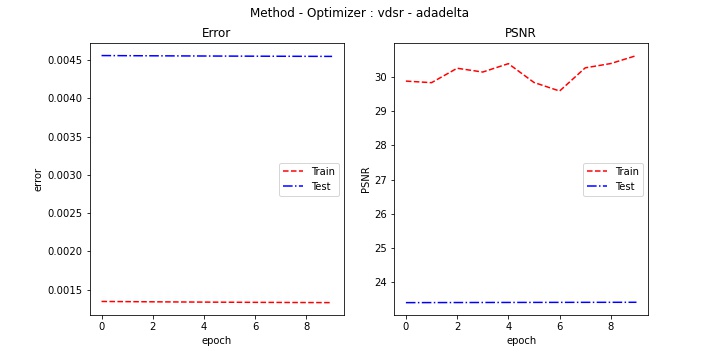 Method - Optimizer : vdsr - adadelta
Error
0.0045
0.0040
0.0035
0.0030
0.0025
0.0020
0.0015
error
0 2 4 6 8
epoch
Train
Test
PSNR
30
29
28
27
26
25
24
PSNR
0 2 4 6 8
epoch
Train
Test